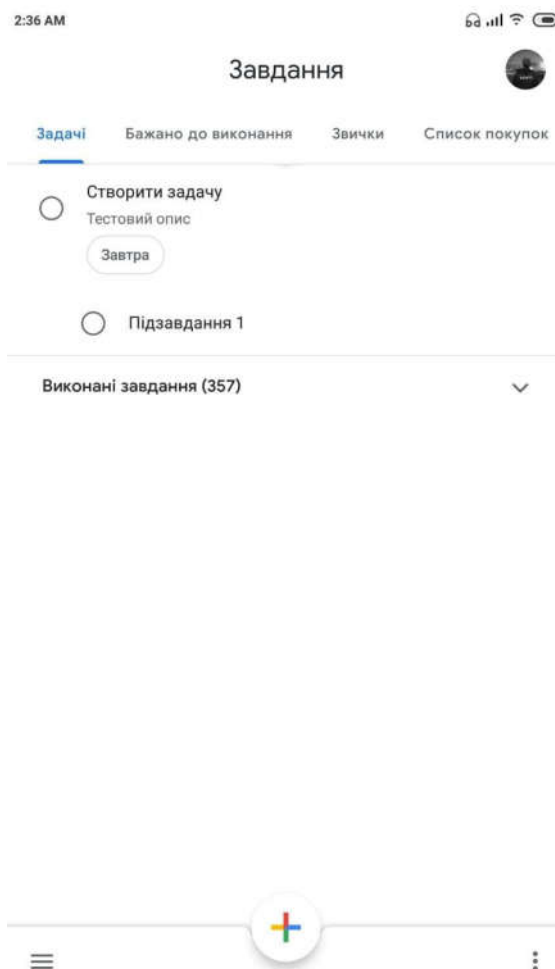 2:36 AM
Завдання
Задачі Бажано до виконання Звички Список покупок
Створити задачу
Тестовий опис
Завтра
Підзавдання 1
Виконані завдання (357)